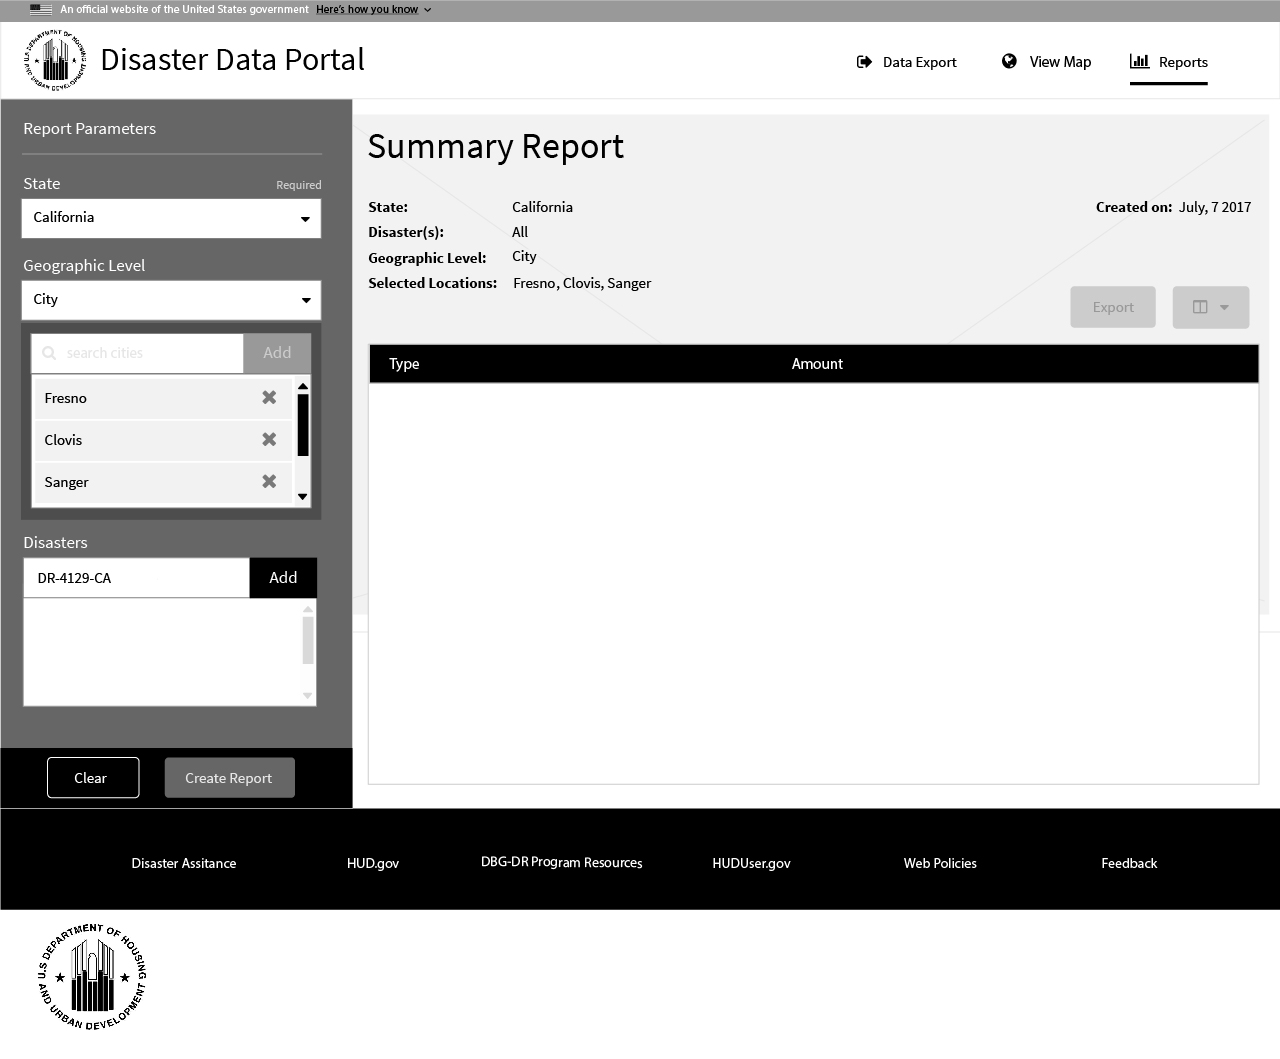 An official website of the United States government Here's how you know
U.S DEPARTMENT OF HOUSING AND URBAN DEVELOPMENT
Disaster Data Portal
Data Export
View Map
Reports
Report Parameters
State
Required
California
Geographic Level
City
search cities
Add
Fresno
Clovis
Sanger
Disasters
DR-4129-CA
Add
Clear
Create Report
Summary Report
State: California
Created on: July, 7 2017
Disaster(s): All
Geographic Level: City
Selected Locations: Fresno, Clovis, Sanger
Export
Type
Amount
Disaster Assitance
HUD.gov
DBG-DR Program Resources
HUDUser.gov
Web Policies
Feedback
U.S DEPARTMENT OF HOUSING
AND URBAN DEVELOPMENT